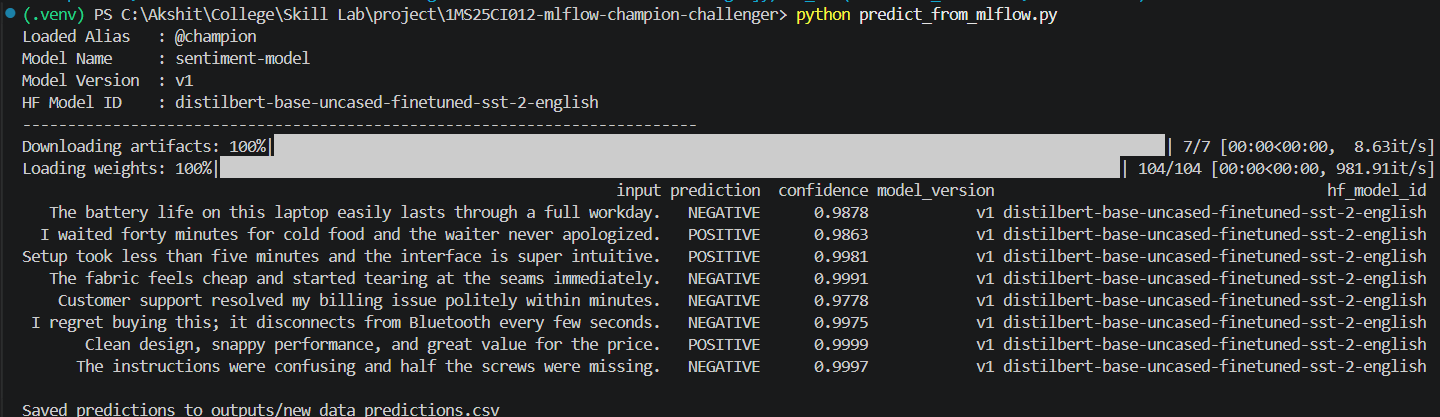 (.venv) PS C:\Akshit\College\Skill Lab\project\1MS25CI012-mlflow-champion-challenger> python predict_from_mlflow.py
Loaded Alias   : @champion
Model Name     : sentiment-model
Model Version  : v1
HF Model ID    : distilbert-base-uncased-finetuned-sst-2-english
------------------------------------------------------------------------
Downloading artifacts: 100%| | 7/7 [00:00<00:00,  8.63it/s]
Loading weights: 100%| | 104/104 [00:00<00:00, 981.91it/s]
input prediction  confidence model_version hf_model_id
The battery life on this laptop easily lasts through a full workday.   NEGATIVE      0.9878            v1 distilbert-base-uncased-finetuned-sst-2-english
I waited forty minutes for cold food and the waiter never apologized.   POSITIVE      0.9863            v1 distilbert-base-uncased-finetuned-sst-2-english
Setup took less than five minutes and the interface is super intuitive.   POSITIVE      0.9981            v1 distilbert-base-uncased-finetuned-sst-2-english
The fabric feels cheap and started tearing at the seams immediately.   NEGATIVE      0.9991            v1 distilbert-base-uncased-finetuned-sst-2-english
Customer support resolved my billing issue politely within minutes.   NEGATIVE      0.9778            v1 distilbert-base-uncased-finetuned-sst-2-english
I regret buying this; it disconnects from Bluetooth every few seconds.   NEGATIVE      0.9975            v1 distilbert-base-uncased-finetuned-sst-2-english
Clean design, snappy performance, and great value for the price.   POSITIVE      0.9999            v1 distilbert-base-uncased-finetuned-sst-2-english
The instructions were confusing and half the screws were missing.   NEGATIVE      0.9997            v1 distilbert-base-uncased-finetuned-sst-2-english
Saved predictions to outputs/new_data_predictions.csv